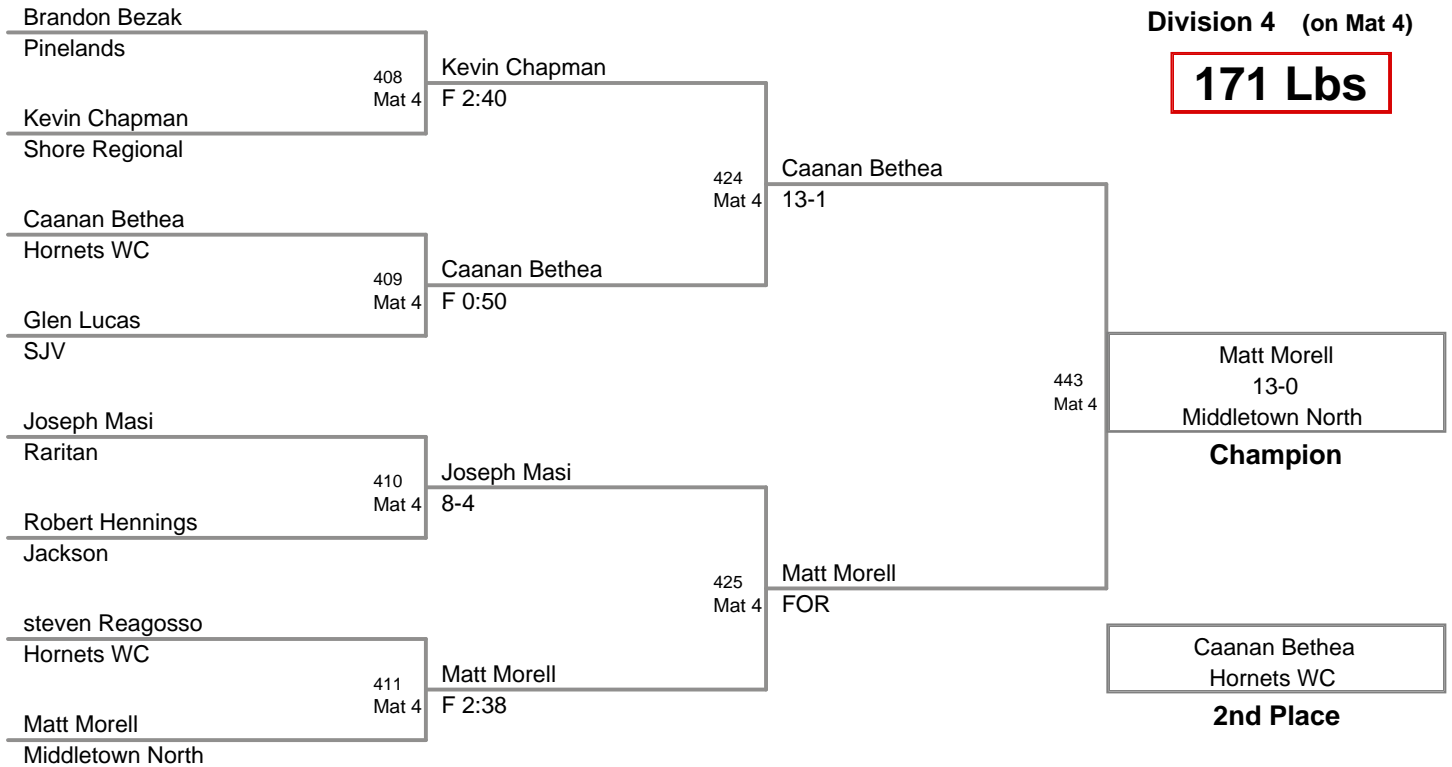 Division 4 (on Mat 4)
171 Lbs
Brandon Bezak
Pinelands
408
Mat 4
Kevin Chapman
F 2:40
Kevin Chapman
Shore Regional
424
Mat 4
Caanan Bethea
13-1
Caanan Bethea
Hornets WC
409
Mat 4
Caanan Bethea
F 0:50
Glen Lucas
SJV
443
Mat 4
Matt Morell
13-0
Middletown North
Champion
Joseph Masi
Raritan
410
Mat 4
Joseph Masi
8-4
Robert Hennings
Jackson
425
Mat 4
Matt Morell
FOR
steven Reagosso
Hornets WC
411
Mat 4
Matt Morell
F 2:38
Matt Morell
Middletown North
Caanan Bethea
Hornets WC
2nd Place